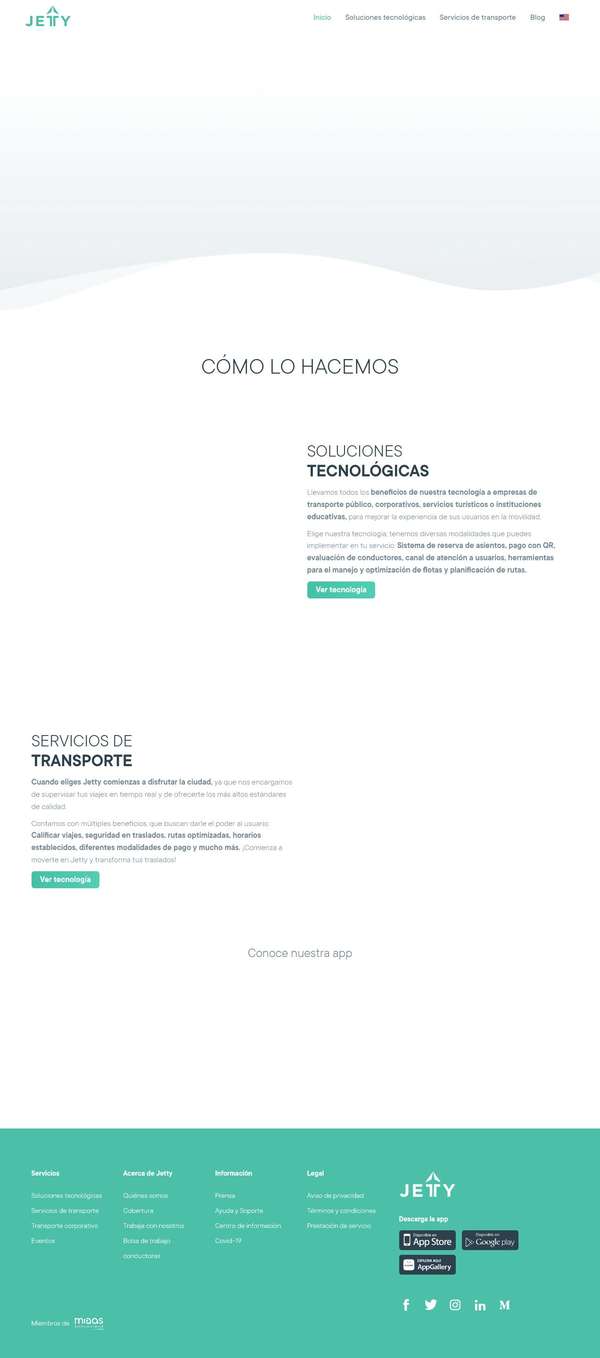 JETTY
Inicio
Soluciones tecnológicas
Servicios de transporte
Blog
CÓMO LO HACEMOS
SOLUCIONES
TECNOLÓGICAS
Llevamos todos los beneficios de nuestra tecnología a empresas de
transporte público, corporativos, servicios turísticos o instituciones
educativas, para mejorar la experiencia de sus usuarios en la movilidad.
Elige nuestra tecnología, tenemos diversas modalidades que puedes
implementar en tu servicio: Sistema de reserva de asientos, pago con QR,
evaluación de conductores, canal de atención a usuarios, herramientas
para el manejo y optimización de flotas y planificación de rutas.
Ver tecnología
SERVICIOS DE
TRANSPORTE
Cuando eliges Jetty comienzas a disfrutar la ciudad, ya que nos encargamos
de supervisar tus viajes en tiempo real y de ofrecerte los más altos estándares
de calidad.
Contamos con múltiples beneficios, que buscan darle el poder al usuario:
Calificar viajes, seguridad en traslados, rutas optimizadas, horarios
establecidos, diferentes modalidades de pago y mucho más. ¡Comienza a
moverte en Jetty y transforma tus traslados!
Ver tecnología
Conoce nuestra app
Servicios
Soluciones tecnológicas
Servicios de transporte
Transporte corporativo
Eventos
Acerca de Jetty
Quiénes somos
Cobertura
Trabaja con nosotros
Bolsa de trabajo
conductores
Información
Prensa
Ayuda y Soporte
Centro de información
Covid-19
Legal
Aviso de privacidad
Términos y condiciones
Prestación de servicio
JETTY
Descarga la app
Disponible en
App Store
Disponible en
Google play
EXPLORA AQUÍ
AppGallery
Miembros de